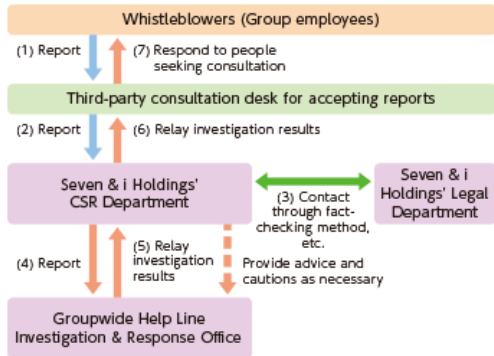 Whistleblowers (Group employees)
(1) Report
(7) Respond to people
seeking consultation
Third-party consultation desk for accepting reports
(2) Report
(6) Relay investigation results
Seven & i Holdings'
CSR Department
Seven & i
Holdings' Legal
Department
(3) Contact
through fact-
checking method,
etc.
(4) Report
(5) Relay
investigation
results
Provide advice and
cautions as necessary
Groupwide Help Line
Investigation & Response Office